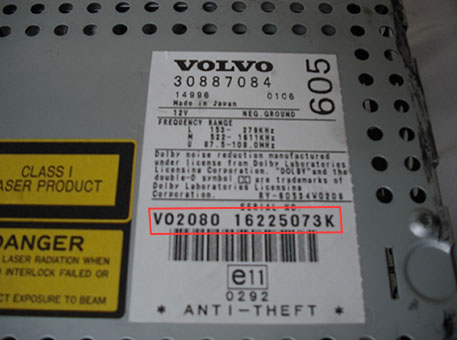 VOLVO
30887084
605
14996 0106
Made in Japan
12V NEG.GROUND
FREQUENCY RANGE
L 153- 279KHz
M 522- 1611KHz
U 87.5-108.0MHz
Dolby noise reduction manufactured
under license from Dolby Laboratories
Licensing Corporation. "DOLBY" and the
double-D symbol are trademarks of
Dolby Laboratories Licensing
Corporation.
SERIAL NO.
V02080 16225073K
e11
0292
* ANTI-THEFT *
CLASS I
ASER PRODUCT
DANGER
LASER RADIATION WHEN
INTERLOCK FAILED OR
CT EXPOSURE TO BEAM